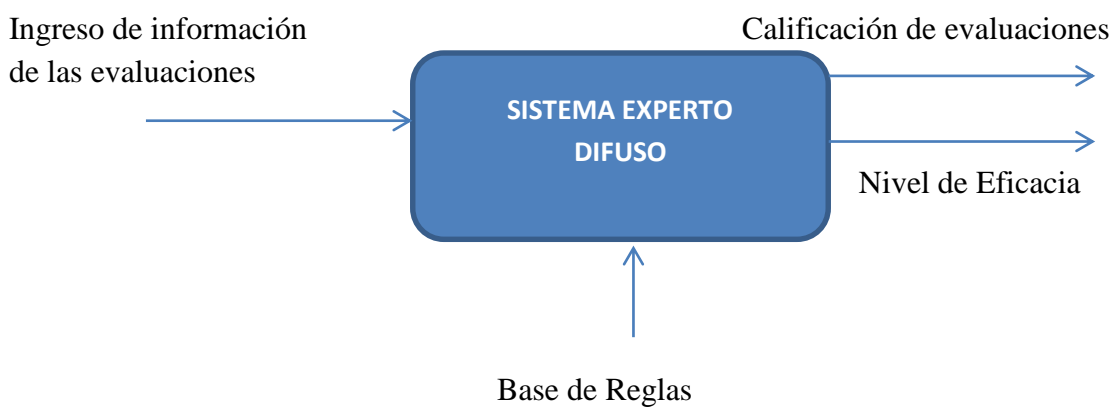 Ingreso de información
de las evaluaciones
Calificación de evaluaciones
SISTEMA EXPERTO
DIFUSO
Nivel de Eficacia
Base de Reglas